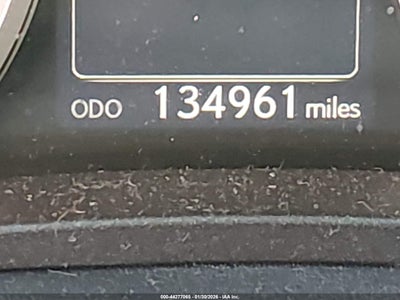 ODO 134961 miles
000-44277065 - 01/30/2026 - IAA Inc.